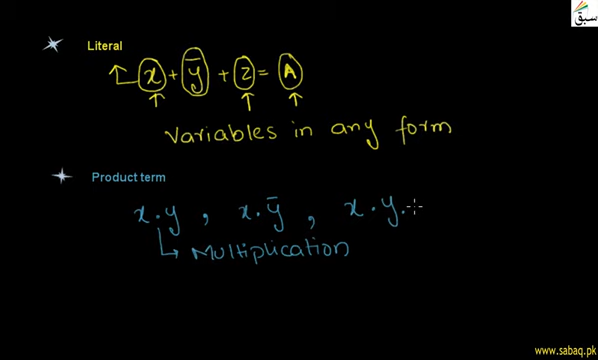 سبق
Literal
x + ȳ + z = A
Variables in any form
Product term
x . y , x . ȳ , x . y .
Multiplication
www.sabaq.pk